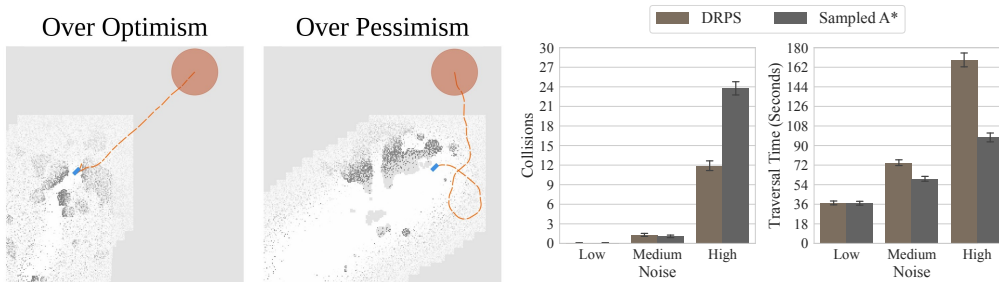 Over Optimism
Over Pessimism
DRPS
Sampled A*
Collisions
30
27
24
21
18
15
12
9
6
3
0
Low
Medium
High
Noise
Traversal Time (Seconds)
180
162
144
126
108
90
72
54
36
18
0
Low
Medium
High
Noise